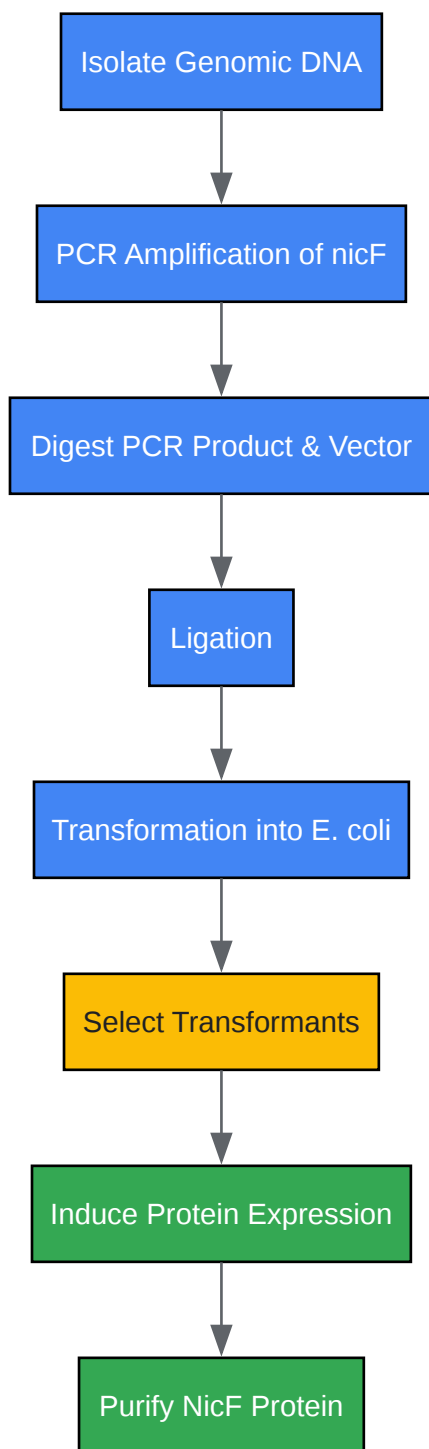 Isolate Genomic DNA
PCR Amplification of nicF
Digest PCR Product & Vector
Ligation
Transformation into E. coli
Select Transformants
Induce Protein Expression
Purify NicF Protein